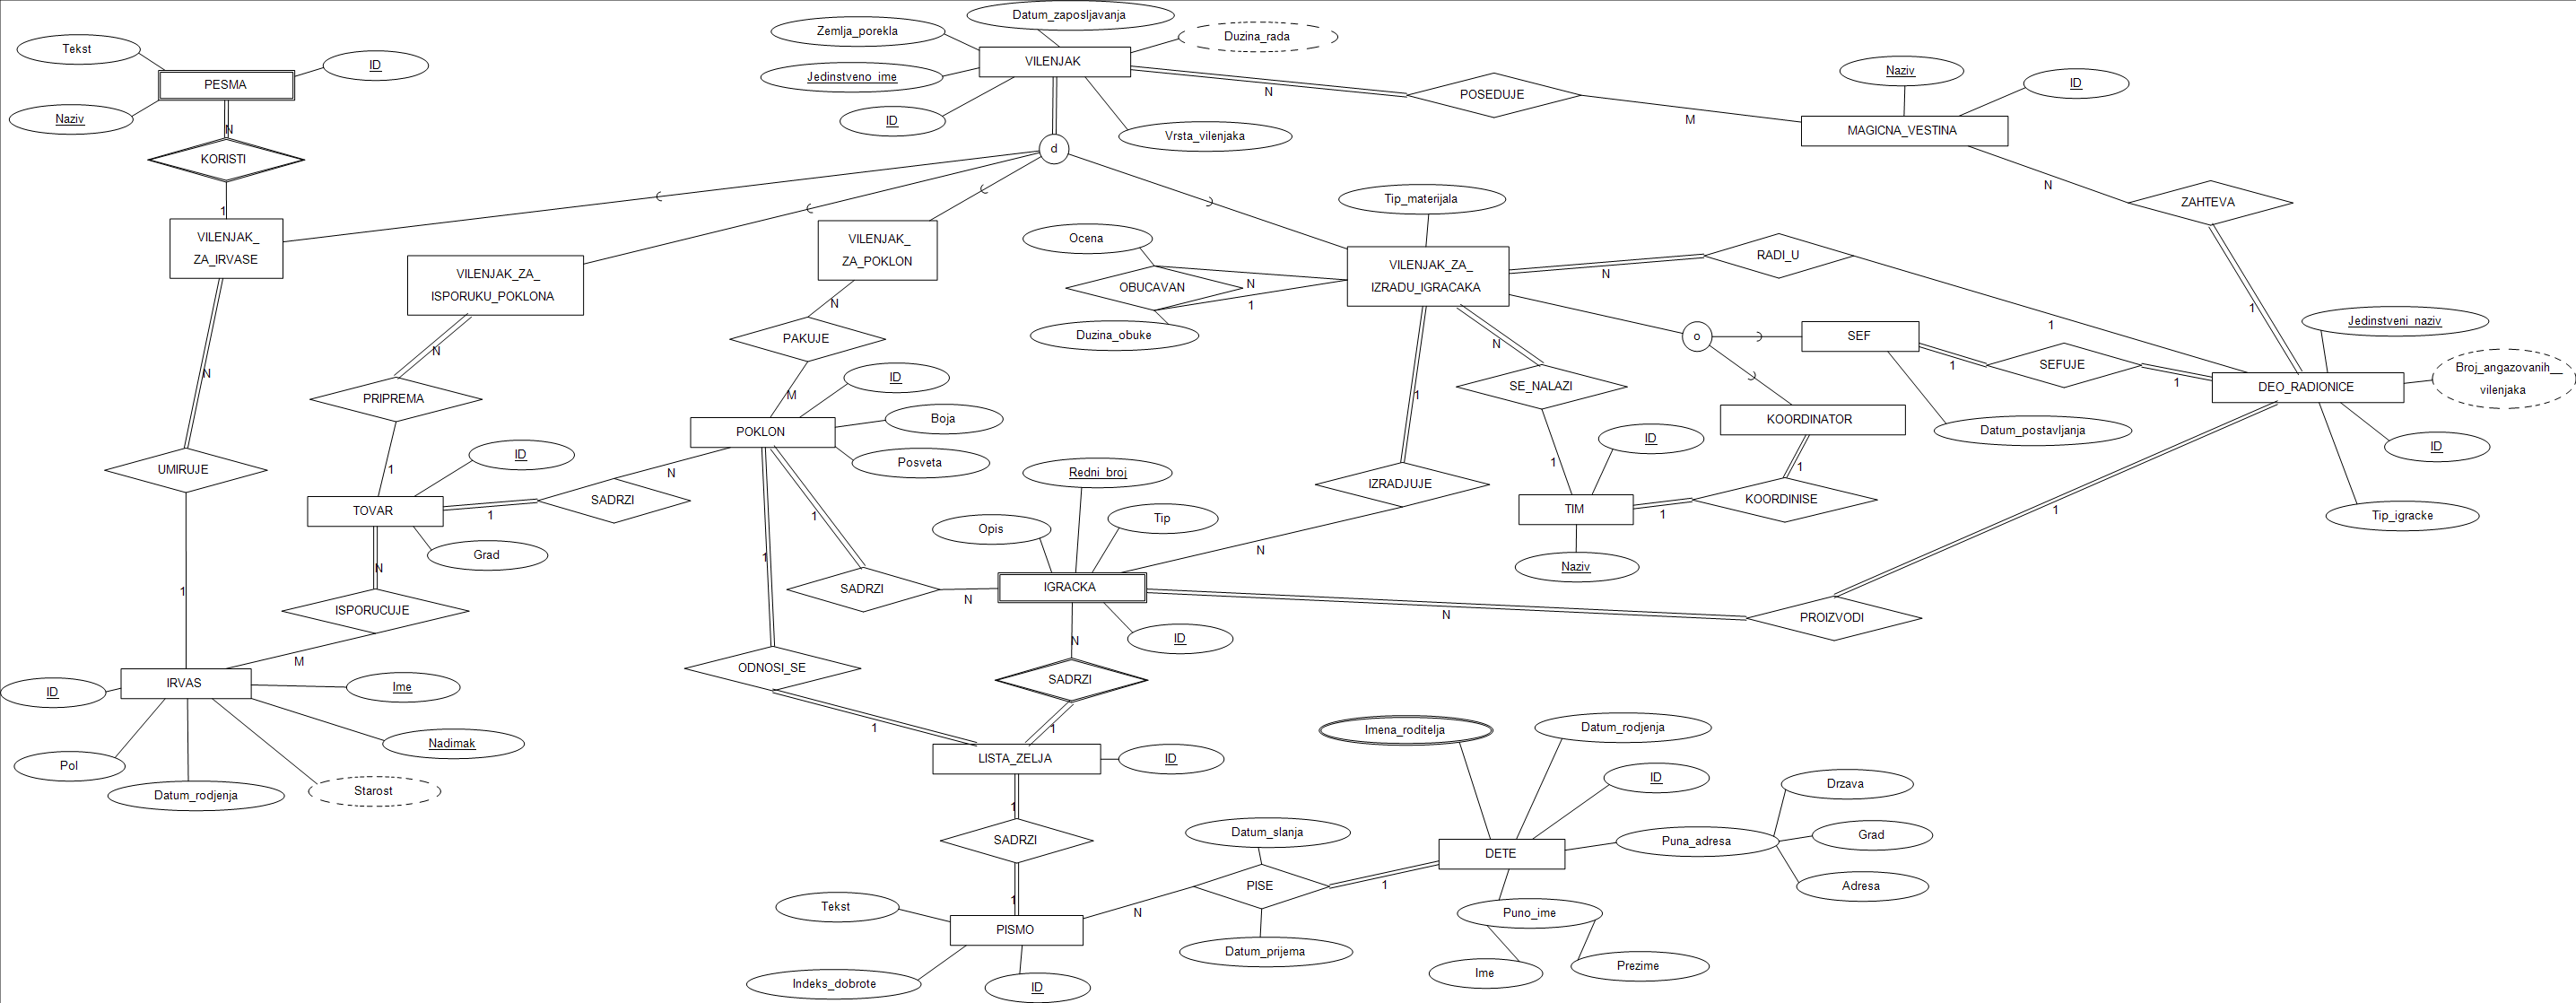 Datum_zaposljavanja
Zemlja_porekla
Duzina_rada
Tekst
ID
VILENJAK
PESMA
Jedinstveno_ime
N
POSEDUJE
Naziv
ID
Naziv
ID
Vrsta_vilenjaka
M
MAGICNA_VESTINA
N
KORISTI
d
1
N
ZAHTEVA
Tip_materijala
VILENJAK_
ZA_IRVASE
VILENJAK_
ZA_POKLON
Ocena
VILENJAK_ZA_
IZRADU_IGRACAKA
RADI_U
N
VILENJAK_ZA_
ISPORUKU_POKLONA
OBUCAVAN
N
1
N
1
Duzina_obuke
PAKUJE
N
N
o
SEF
1
1
Jedinstveni_naziv
SEFUJE
1
1
DEO_RADIONICE
Broj_angazovanih__
vilenjaka
N
PRIPREMA
M
ID
Boja
POKLON
Posveta
SE_NALAZI
1
KOORDINATOR
Datum_postavljanja
ID
ID
1
1
UMIRUJE
1
ID
N
Redni_broj
IZRADJUJE
1
KOORDINISE
TOVAR
1
SADRZI
1
Opis
Tip
TIM
1
Tip_igracke
1
Grad
N
1
N
Naziv
SADRZI
N
IGRACKA
1
ISPORUCUJE
N
PROIZVODI
M
N
ID
ODNOSI_SE
SADRZI
IRVAS
ID
Ime
1
1
Imena_roditelja
Datum_rodjenja
Nadimak
Pol
LISTA_ZELJA
ID
ID
Datum_rodjenja
Starost
1
Drzava
SADRZI
Datum_slanja
Puna_adresa
Grad
DETE
1
PISE
1
Adresa
Tekst
N
Puno_ime
PISMO
Datum_prijema
Indeks_dobrote
ID
Ime
Prezime